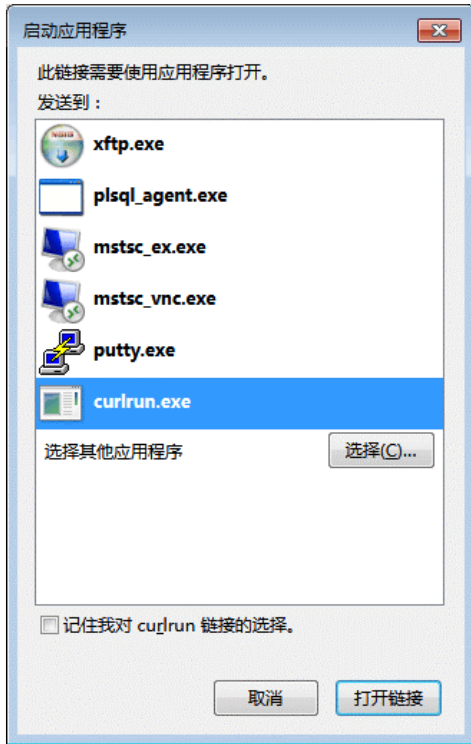 启动应用程序
此链接需要使用应用程序打开。
发送到：
xftp.exe
plsql_agent.exe
mstsc_ex.exe
mstsc_vnc.exe
putty.exe
curlrun.exe
选择其他应用程序
选择(C)...
记住我对 curlrun 链接的选择。
取消
打开链接